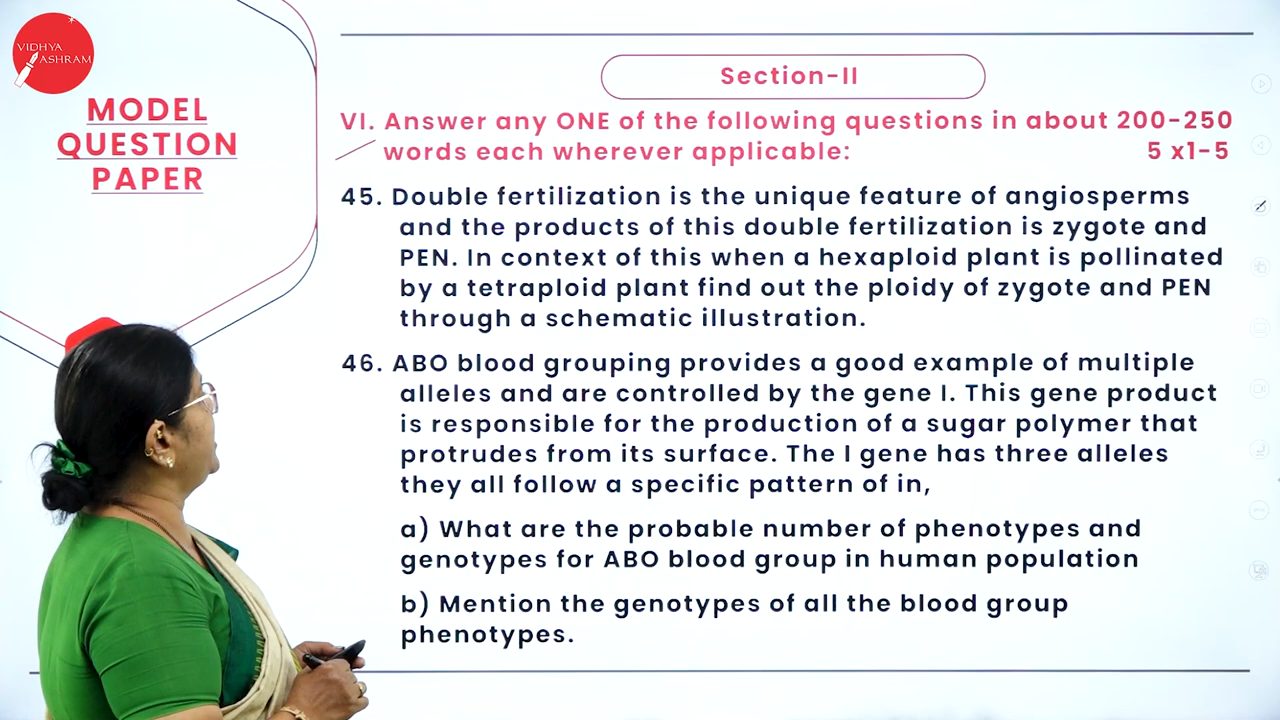 VIDHYA
ASHRAM
MODEL
QUESTION
PAPER
Section-II
VI. Answer any ONE of the following questions in about 200-250
words each wherever applicable: 5 x1-5
45. Double fertilization is the unique feature of angiosperms
and the products of this double fertilization is zygote and
PEN. In context of this when a hexaploid plant is pollinated
by a tetraploid plant find out the ploidy of zygote and PEN
through a schematic illustration.
46. ABO blood grouping provides a good example of multiple
alleles and are controlled by the gene I. This gene product
is responsible for the production of a sugar polymer that
protrudes from its surface. The I gene has three alleles
they all follow a specific pattern of in,
a) What are the probable number of phenotypes and
genotypes for ABO blood group in human population
b) Mention the genotypes of all the blood group
phenotypes.